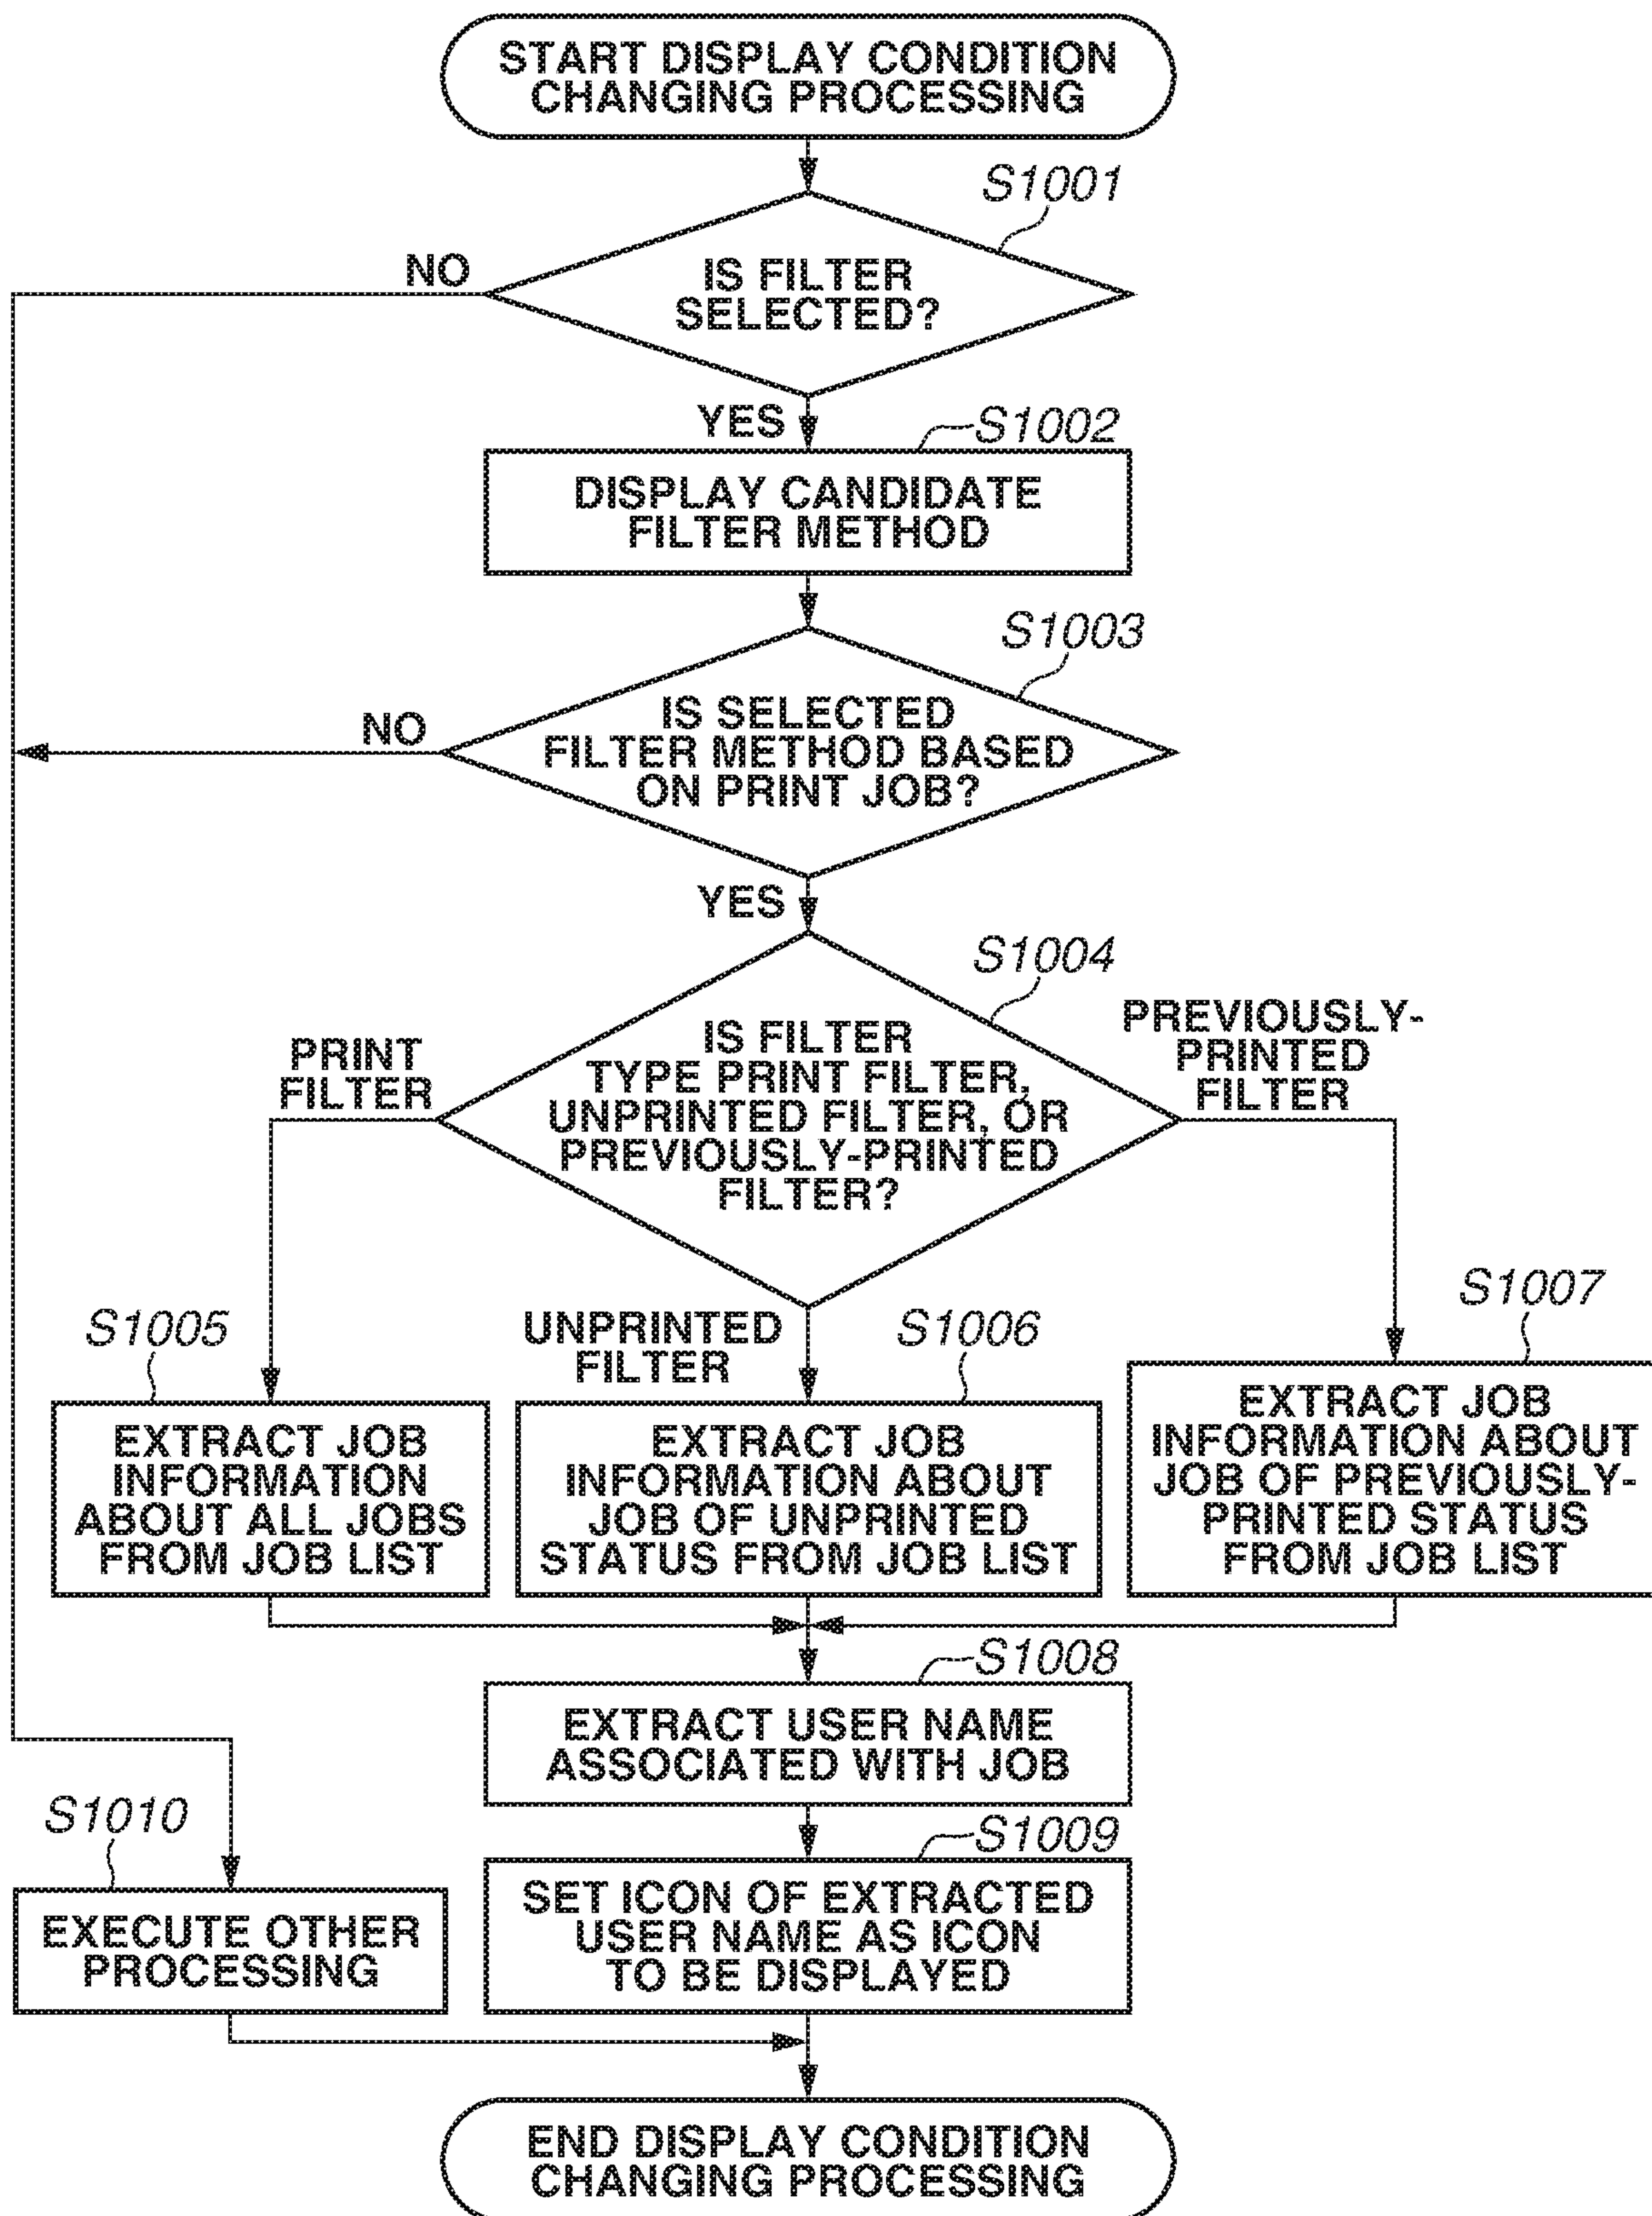 START DISPLAY CONDITION
CHANGING PROCESSING
S1001
NO
IS FILTER
SELECTED?
YES
S1002
DISPLAY CANDIDATE
FILTER METHOD
S1003
NO
IS SELECTED
FILTER METHOD BASED
ON PRINT JOB?
YES
S1004
PRINT
FILTER
IS FILTER
TYPE PRINT FILTER,
UNPRINTED FILTER, OR
PREVIOUSLY-PRINTED
FILTER?
PREVIOUSLY-
PRINTED
FILTER
S1005
UNPRINTED
FILTER
S1006
S1007
EXTRACT JOB
INFORMATION
ABOUT ALL JOBS
FROM JOB LIST
EXTRACT JOB
INFORMATION ABOUT
JOB OF UNPRINTED
STATUS FROM JOB LIST
EXTRACT JOB
INFORMATION ABOUT
JOB OF PREVIOUSLY-
PRINTED STATUS
FROM JOB LIST
S1008
EXTRACT USER NAME
ASSOCIATED WITH JOB
S1010
S1009
EXECUTE OTHER
PROCESSING
SET ICON OF EXTRACTED
USER NAME AS ICON
TO BE DISPLAYED
END DISPLAY CONDITION
CHANGING PROCESSING